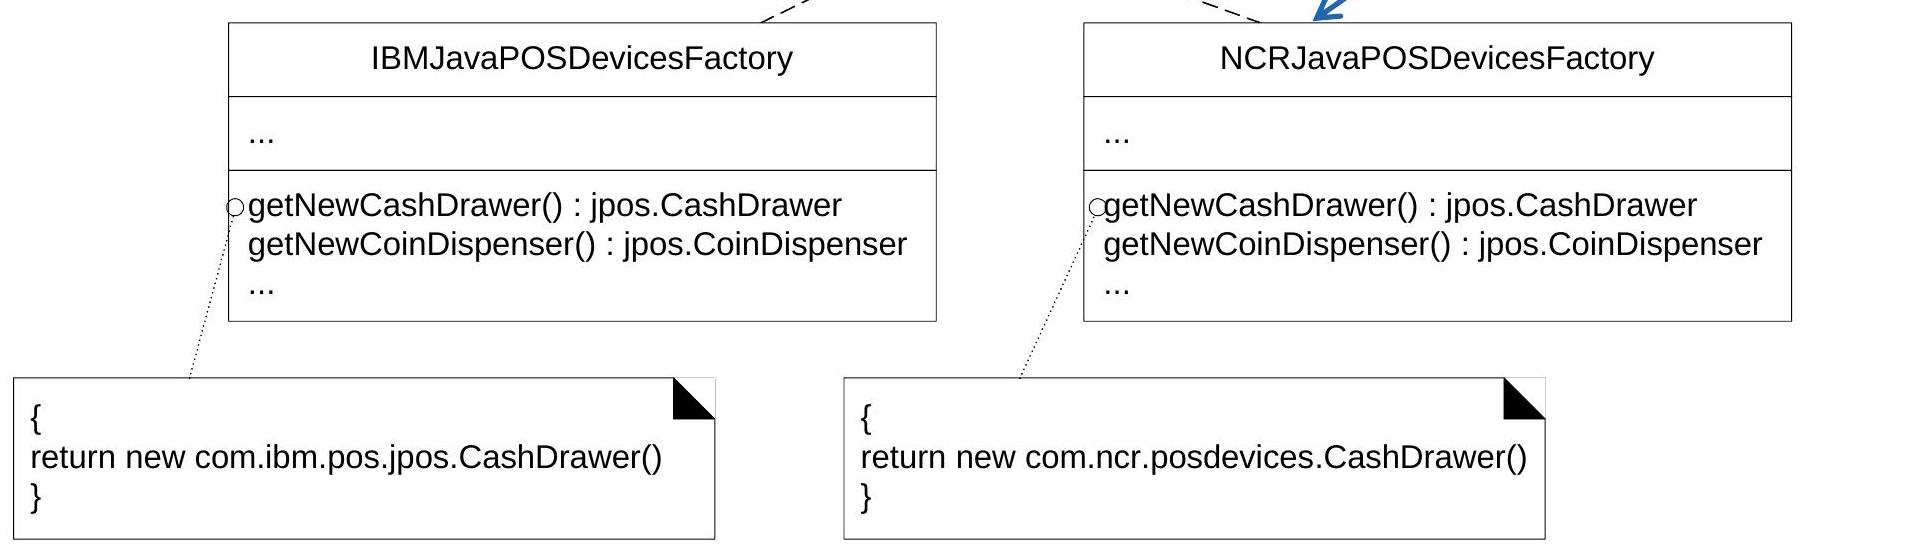 IBMJavaPOSDevicesFactory
...
getNewCashDrawer() : jpos.CashDrawer
getNewCoinDispenser() : jpos.CoinDispenser
...
{
return new com.ibm.pos.jpos.CashDrawer()
}
NCRJavaPOSDevicesFactory
...
getNewCashDrawer() : jpos.CashDrawer
getNewCoinDispenser() : jpos.CoinDispenser
...
{
return new com.ncr.posdevices.CashDrawer()
}